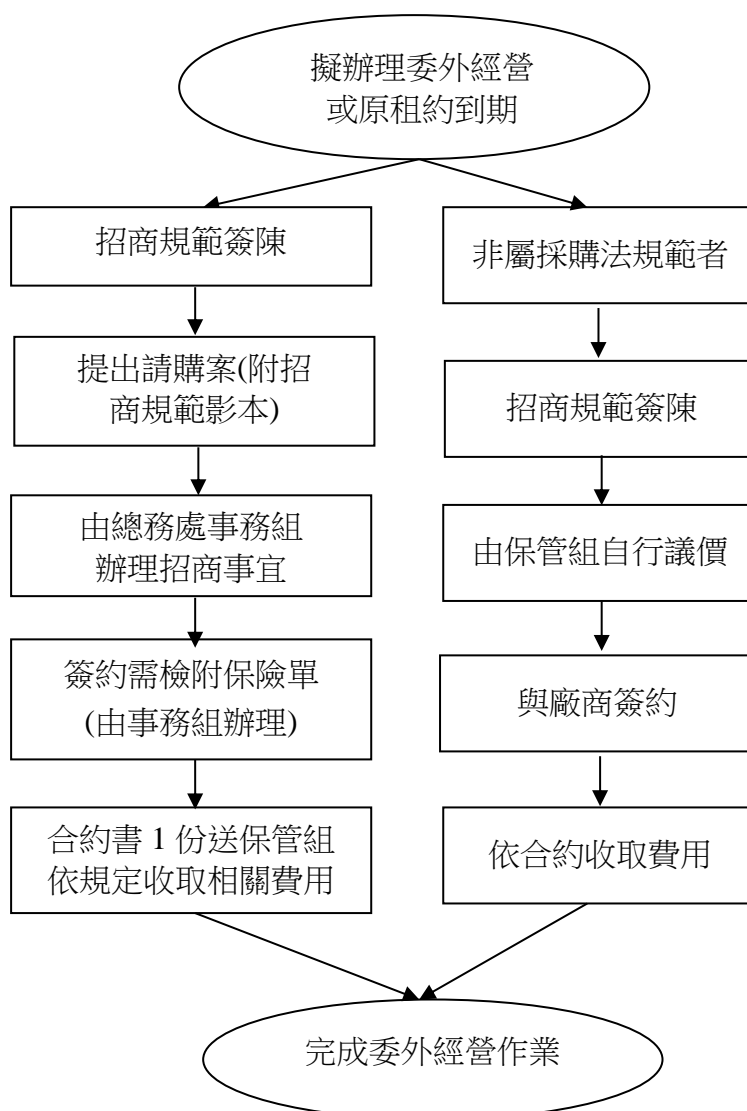 擬辦理委外經營
或原租約到期
招商規範簽陳
提出請購案(附招
商規範影本)
由總務處事務組
辦理招商事宜
簽約需檢附保險單
(由事務組辦理)
合約書 1 份送保管組
依規定收取相關費用
非屬採購法規範者
招商規範簽陳
由保管組自行議價
與廠商簽約
依合約收取費用
完成委外經營作業